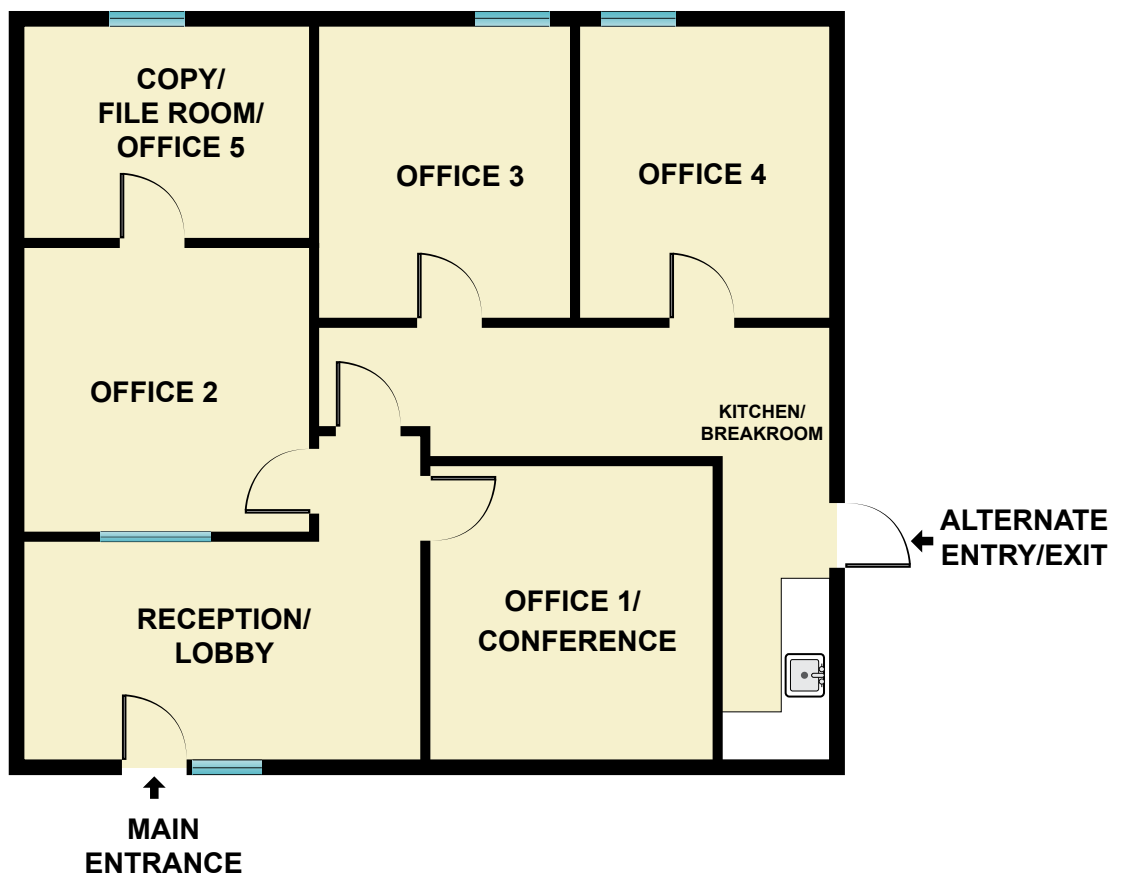 COPY/
FILE ROOM/
OFFICE 5
OFFICE 3
OFFICE 4
OFFICE 2
KITCHEN/
BREAKROOM
ALTERNATE
ENTRY/EXIT
OFFICE 1/
CONFERENCE
RECEPTION/
LOBBY
MAIN
ENTRANCE